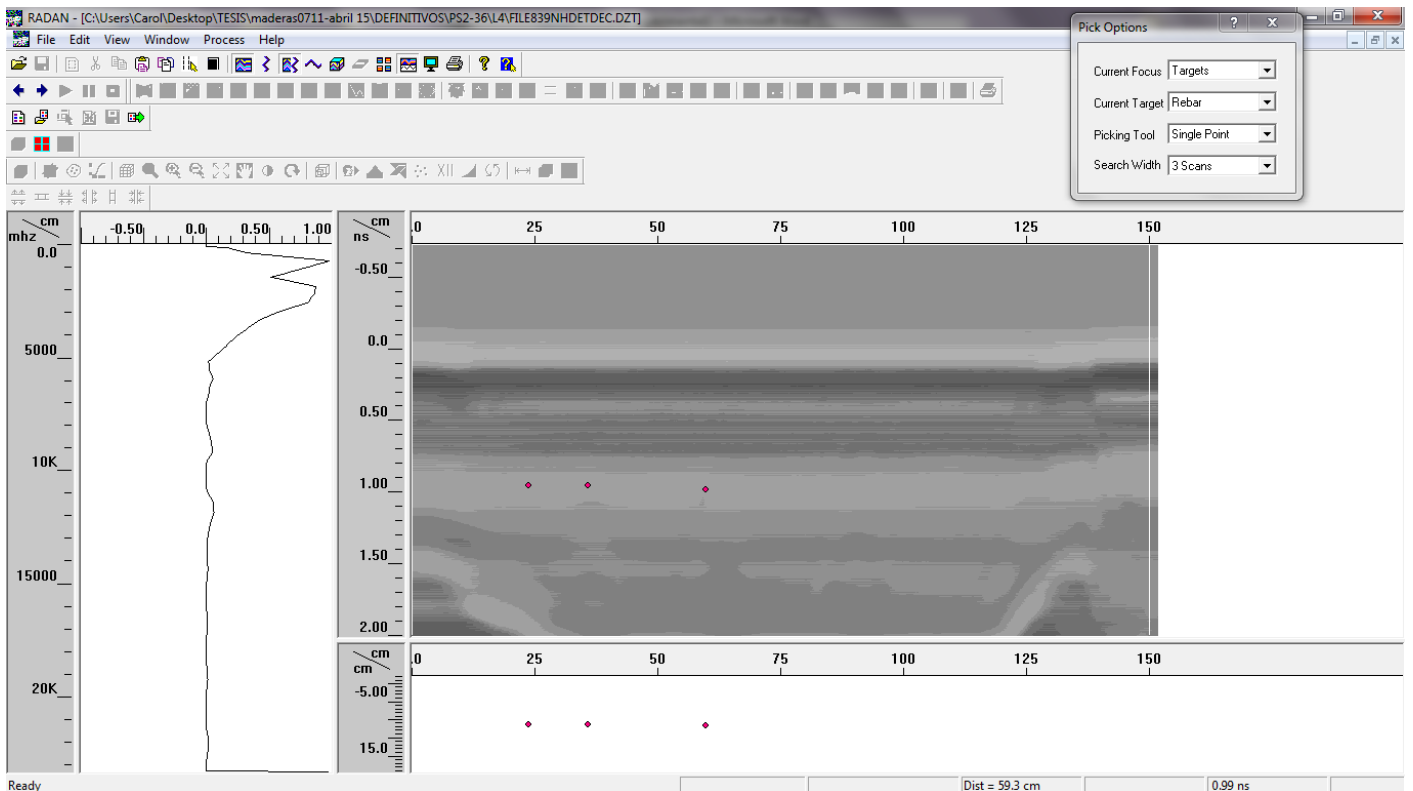 RADAN - [C:\Users\Carol\Desktop\TESIS\maderas0711-abril 15\DEFINITIVOS\PS2-36\L4\FILE839NHDETDEC.DZT]
File Edit View Window Process Help
Pick Options
Current Focus Targets
Current Target Rebar
Picking Tool Single Point
Search Width 3 Scans
XII
cm
mhz
-0.50 0.0 0.50 1.00
cm
ns
.0 25 50 75 100 125 150
0.0
5000
10K
15000
20K
-0.50
0.0
0.50
1.00
1.50
2.00
cm
cm
.0 25 50 75 100 125 150
-5.00
15.0
Ready
Dist = 59.3 cm
0.99 ns